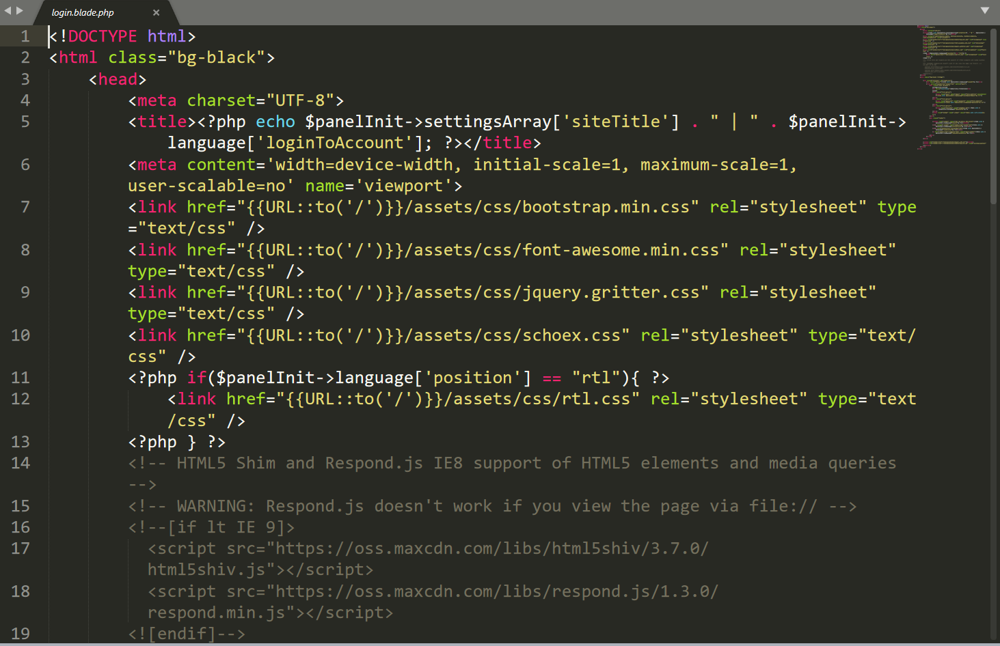 login.blade.php ×
1 <!DOCTYPE html>
2 <html class="bg-black">
3 <head>
4 <meta charset="UTF-8">
5 <title><?php echo $panelInit->settingsArray['siteTitle'] . " | " . $panelInit->
language['loginToAccount']; ?></title>
6 <meta content='width=device-width, initial-scale=1, maximum-scale=1,
user-scalable=no' name='viewport'>
7 <link href="{{URL::to('/')}}/assets/css/bootstrap.min.css" rel="stylesheet" type
="text/css" />
8 <link href="{{URL::to('/')}}/assets/css/font-awesome.min.css" rel="stylesheet"
type="text/css" />
9 <link href="{{URL::to('/')}}/assets/css/jquery.gritter.css" rel="stylesheet"
type="text/css" />
10 <link href="{{URL::to('/')}}/assets/css/schoex.css" rel="stylesheet" type="text/
css" />
11 <?php if($panelInit->language['position'] == "rtl"){ ?>
12 <link href="{{URL::to('/')}}/assets/css/rtl.css" rel="stylesheet" type="text
/css" />
13 <?php } ?>
14 <!-- HTML5 Shim and Respond.js IE8 support of HTML5 elements and media queries
-->
15 <!-- WARNING: Respond.js doesn't work if you view the page via file:// -->
16 <!--[if lt IE 9]>
17 <script src="https://oss.maxcdn.com/libs/html5shiv/3.7.0/
html5shiv.js"></script>
18 <script src="https://oss.maxcdn.com/libs/respond.js/1.3.0/
respond.min.js"></script>
19 <![endif]-->